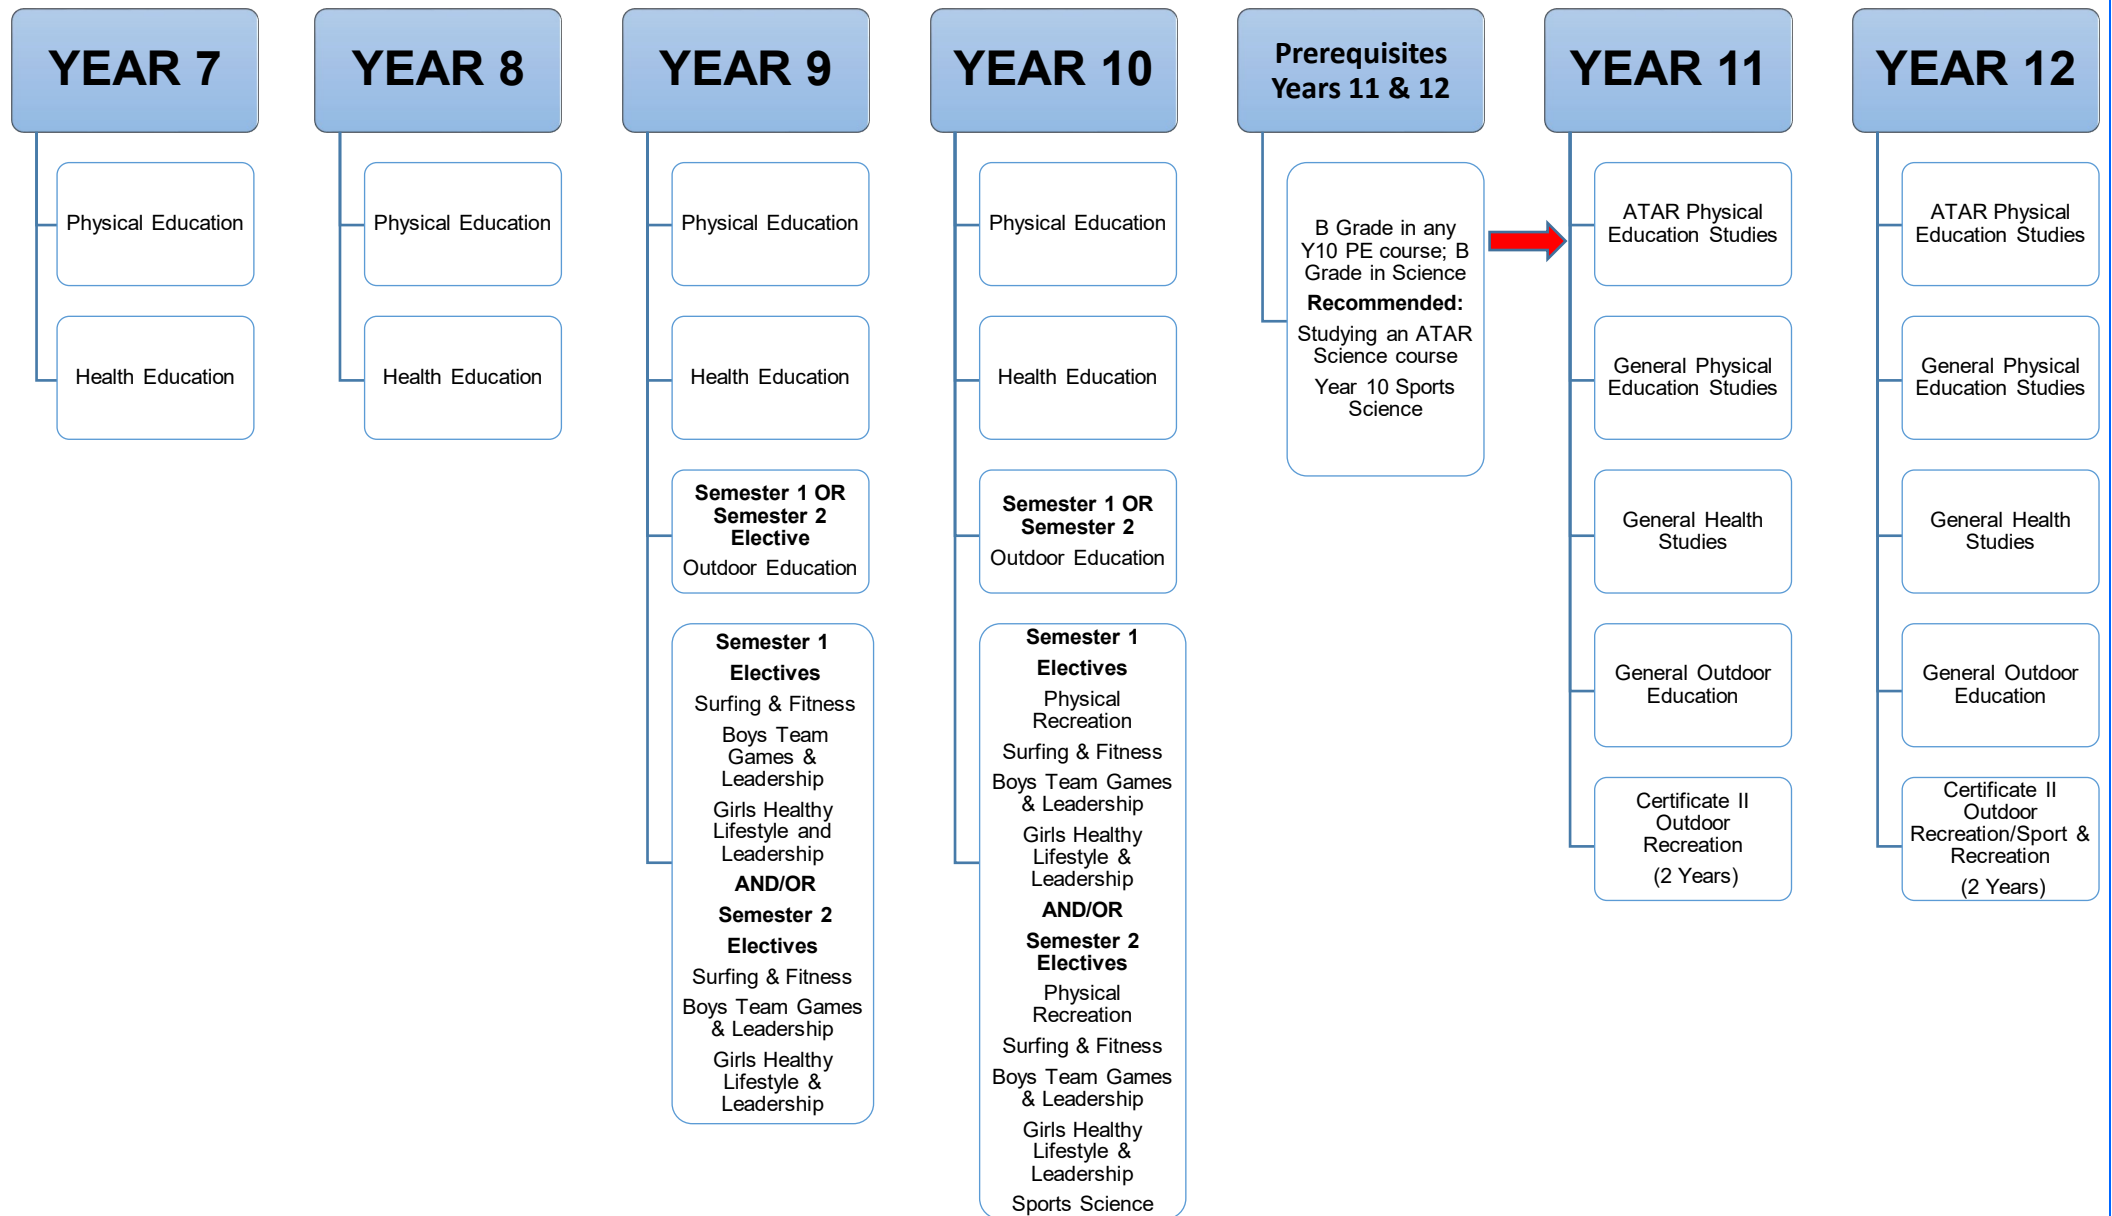 YEAR 7
Physical Education
Health Education
YEAR 8
Physical Education
Health Education
YEAR 9
Physical Education
Health Education
Semester 1 OR
Semester 2
Elective
Outdoor Education
Semester 1
Electives
Surfing & Fitness
Boys Team
Games &
Leadership
Girls Healthy
Lifestyle and
Leadership
AND/OR
Semester 2
Electives
Surfing & Fitness
Boys Team Games
& Leadership
Girls Healthy
Lifestyle &
Leadership
YEAR 10
Physical Education
Health Education
Semester 1 OR
Semester 2
Outdoor Education
Semester 1
Electives
Physical
Recreation
Surfing & Fitness
Boys Team Games
& Leadership
Girls Healthy
Lifestyle &
Leadership
AND/OR
Semester 2
Electives
Physical
Recreation
Surfing & Fitness
Boys Team Games
& Leadership
Girls Healthy
Lifestyle &
Leadership
Sports Science
Prerequisites
Years 11 & 12
B Grade in any
Y10 PE course; B
Grade in Science
Recommended:
Studying an ATAR
Science course
Year 10 Sports
Science
YEAR 11
ATAR Physical
Education Studies
General Physical
Education Studies
General Health
Studies
General Outdoor
Education
Certificate II
Outdoor
Recreation
(2 Years)
YEAR 12
ATAR Physical
Education Studies
General Physical
Education Studies
General Health
Studies
General Outdoor
Education
Certificate II
Outdoor
Recreation/Sport &
Recreation
(2 Years)